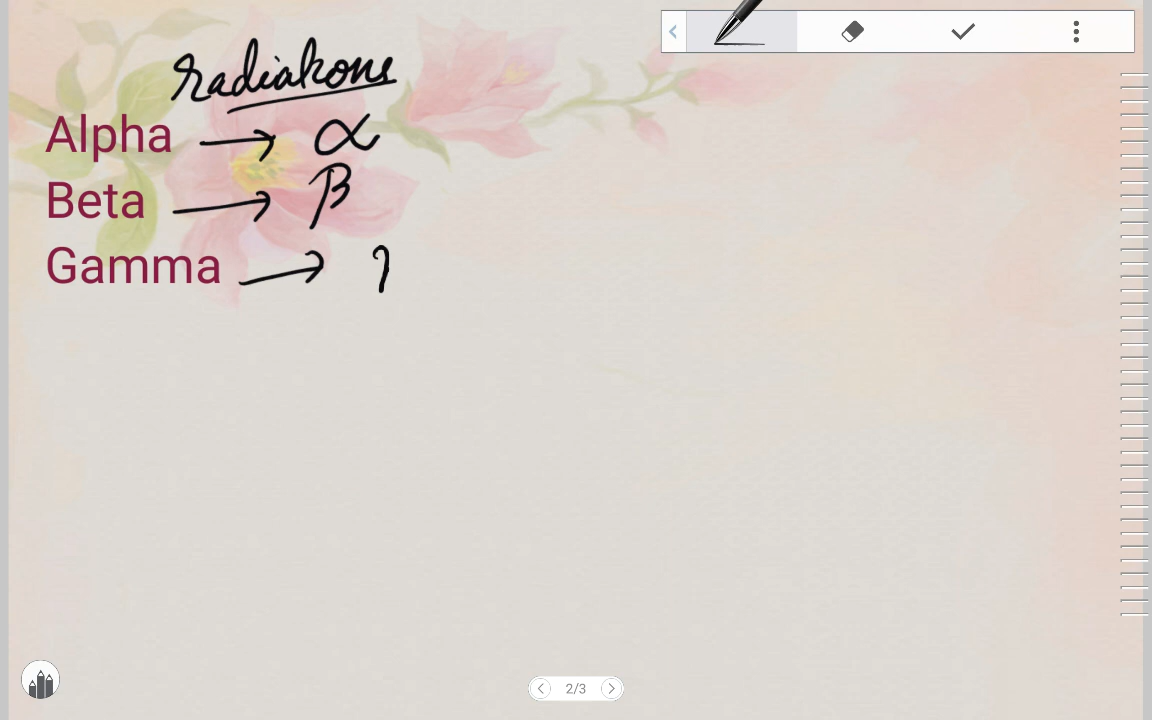 radiations
Alpha → α
Beta → β
Gamma →
2/3